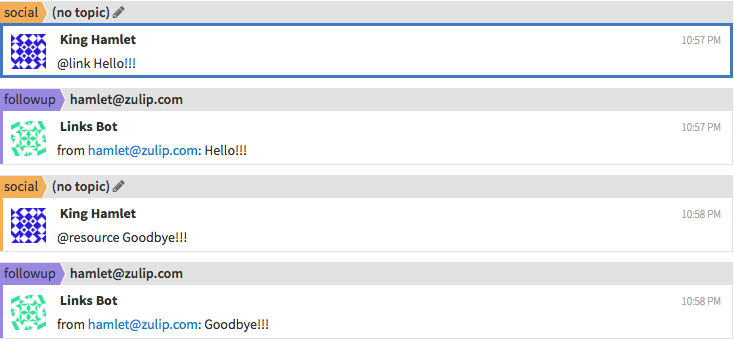 social (no topic)
King Hamlet 10:57 PM
@link Hello!!!
followup hamlet@zulip.com
Links Bot 10:57 PM
from hamlet@zulip.com: Hello!!!
social (no topic)
King Hamlet 10:58 PM
@resource Goodbye!!!
followup hamlet@zulip.com
Links Bot 10:58 PM
from hamlet@zulip.com: Goodbye!!!